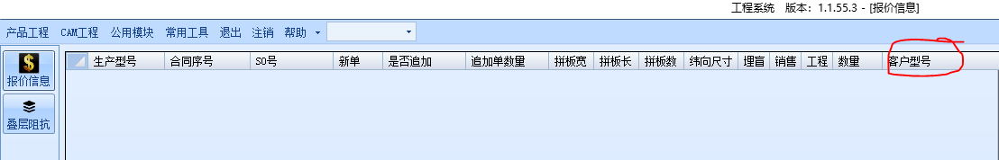 工程系统 版本: 1.1.55.3 - [报价信息]
产品工程 CAM工程 公用模块 常用工具 退出 注销 帮助
报价信息
叠层阻抗
生产型号 合同序号 SO号 新单 是否追加 追加单数量 拼板宽 拼板长 拼板数 纬向尺寸 埋盲 销售 工程 数量 客户型号